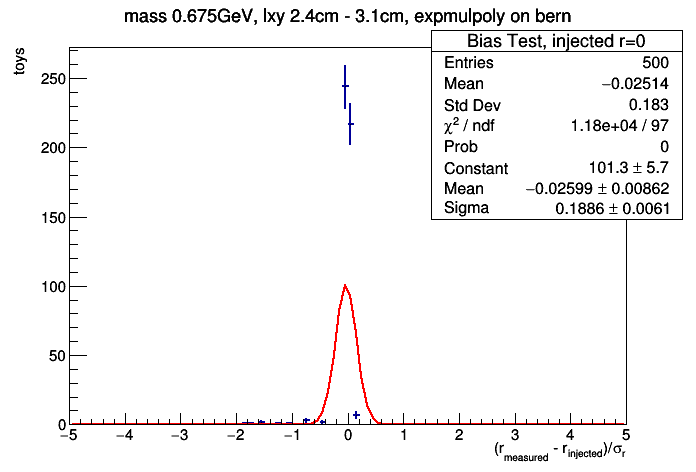 mass 0.675GeV, lxy 2.4cm - 3.1cm, expmulpoly on bern
Bias Test, injected r=0
Entries 500
Mean −0.02514
Std Dev 0.183
χ² / ndf 1.18e+04 / 97
Prob 0
Constant 101.3 ± 5.7
Mean −0.02599 ± 0.00862
Sigma 0.1886 ± 0.0061
toys
250
200
150
100
50
0
−5 −4 −3 −2 −1 0 1 2 3 4 5
(r_measured - r_injected)/σ_r